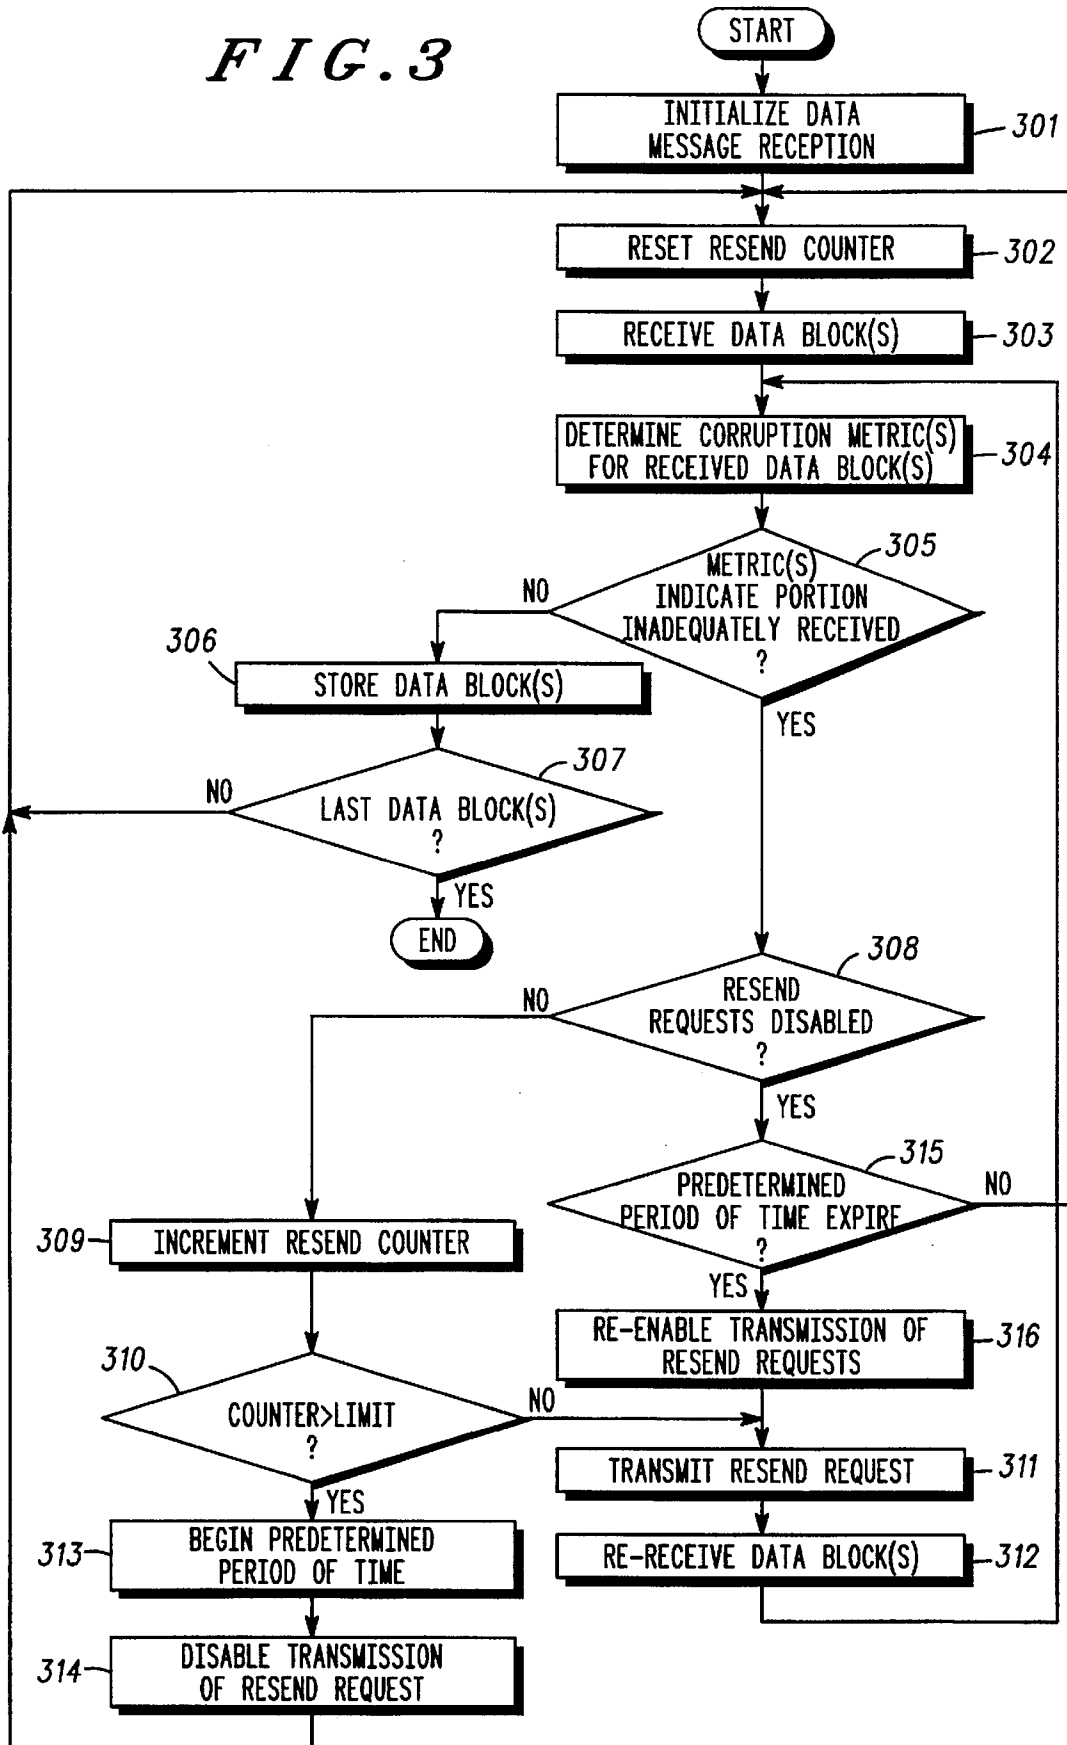 FIG.3
START
INITIALIZE DATA
MESSAGE RECEPTION
301
RESET RESEND COUNTER
302
RECEIVE DATA BLOCK(S)
303
DETERMINE CORRUPTION METRIC(S)
FOR RECEIVED DATA BLOCK(S)
304
METRIC(S)
INDICATE PORTION
INADEQUATELY RECEIVED
?
305
NO
YES
306
STORE DATA BLOCK(S)
307
LAST DATA BLOCK(S)
?
NO
YES
END
308
RESEND
REQUESTS DISABLED
?
NO
YES
315
PREDETERMINED
PERIOD OF TIME EXPIRE
?
NO
YES
309
INCREMENT RESEND COUNTER
RE-ENABLE TRANSMISSION OF
RESEND REQUESTS
316
310
COUNTER>LIMIT
?
NO
YES
TRANSMIT RESEND REQUEST
311
313
BEGIN PREDETERMINED
PERIOD OF TIME
RE-RECEIVE DATA BLOCK(S)
312
314
DISABLE TRANSMISSION
OF RESEND REQUEST